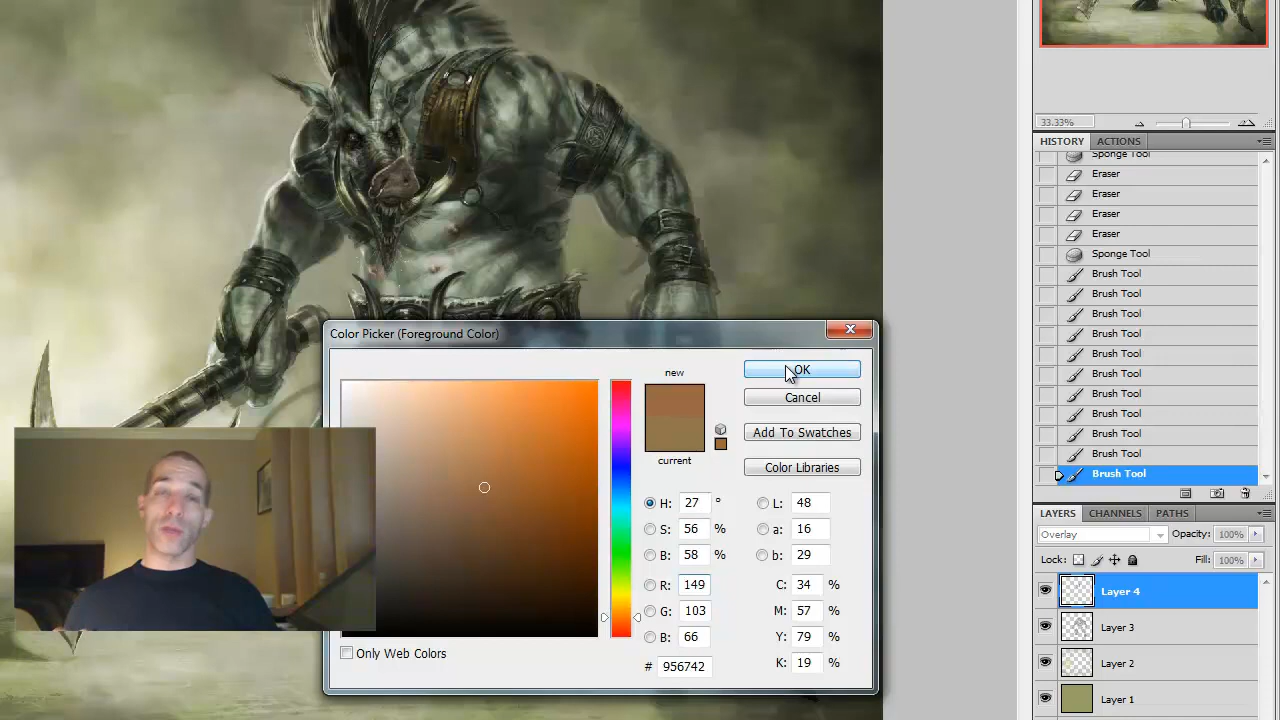 33.33%
HISTORY ACTIONS
Sponge Tool
Eraser
Eraser
Eraser
Eraser
Sponge Tool
Brush Tool
Brush Tool
Brush Tool
Brush Tool
Brush Tool
Brush Tool
Brush Tool
Brush Tool
Brush Tool
Brush Tool
Brush Tool
Color Picker (Foreground Color)
new
current
OK
Cancel
Add To Swatches
Color Libraries
H: 27 ° L: 48
S: 56 % a: 16
B: 58 % b: 29
R: 149 C: 34 %
G: 103 M: 57 %
B: 66 Y: 79 %
# 956742 K: 19 %
Only Web Colors
LAYERS CHANNELS PATHS
Overlay Opacity: 100%
Lock: Fill: 100%
Layer 4
Layer 3
Layer 2
Layer 1